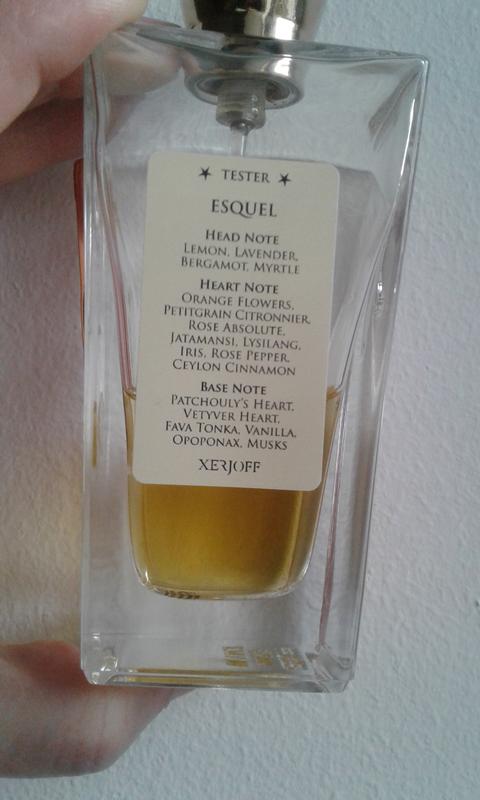 ★ TESTER ★
ESQUEL
HEAD NOTE
LEMON, LAVENDER,
BERGAMOT, MYRTLE
HEART NOTE
ORANGE FLOWERS,
PETITGRAIN CITRONNIER,
ROSE ABSOLUTE,
JATAMANSI, LYSILANG,
IRIS, ROSE PEPPER,
CEYLON CINNAMON
BASE NOTE
PATCHOULY'S HEART,
VETYVER HEART,
FAVA TONKA, VANILLA,
OPOPONAX, MUSKS
XERJOFF